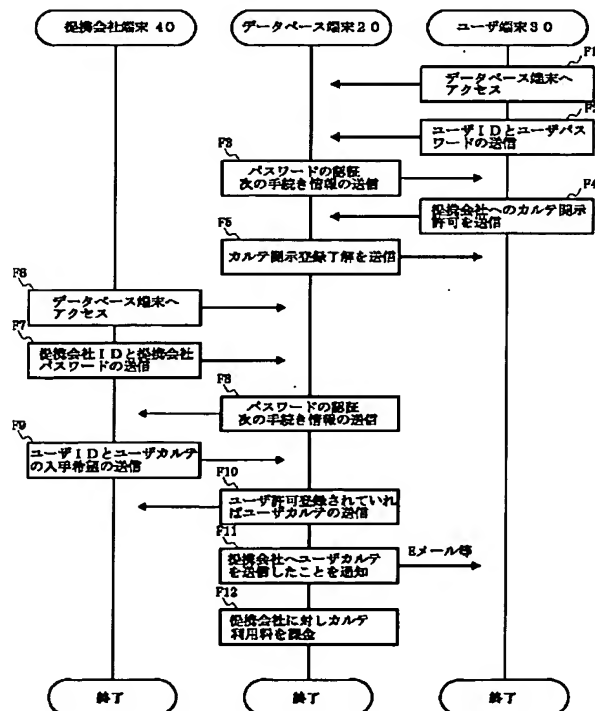 提携会社端末 40
データベース端末20
ユーザ端末30
F1
データベース端末へ
アクセス
F2
ユーザIDとユーザパス
ワードの送信
F3
パスワードの認証
次の手続き情報の送信
F4
提携会社へのカルテ開示
許可を送信
F5
カルテ開示登録了解を送信
F6
データベース端末へ
アクセス
F7
提携会社IDと提携会社
パスワードの送信
F8
パスワードの認証
次の手続き情報の送信
F9
ユーザIDとユーザカルテ
の入手希望の送信
F10
ユーザ許可登録されていれ
ばユーザカルテの送信
F11
提携会社へユーザカルテ
を送信したことを通知
Eメール等
F12
提携会社に対しカルテ
利用料を課金
終了
終了
終了